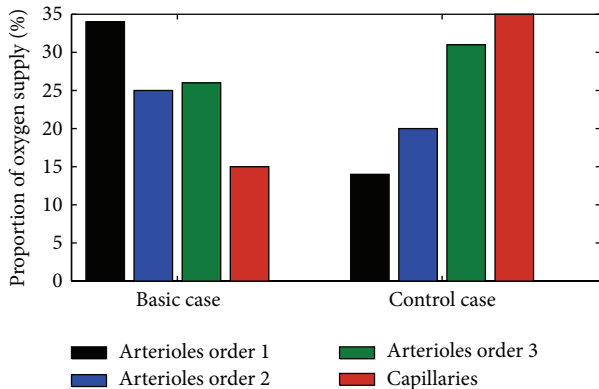 Proportion of oxygen supply (%)
35
30
25
20
15
10
5
0
Basic case
Control case
Arterioles order 1
Arterioles order 2
Arterioles order 3
Capillaries